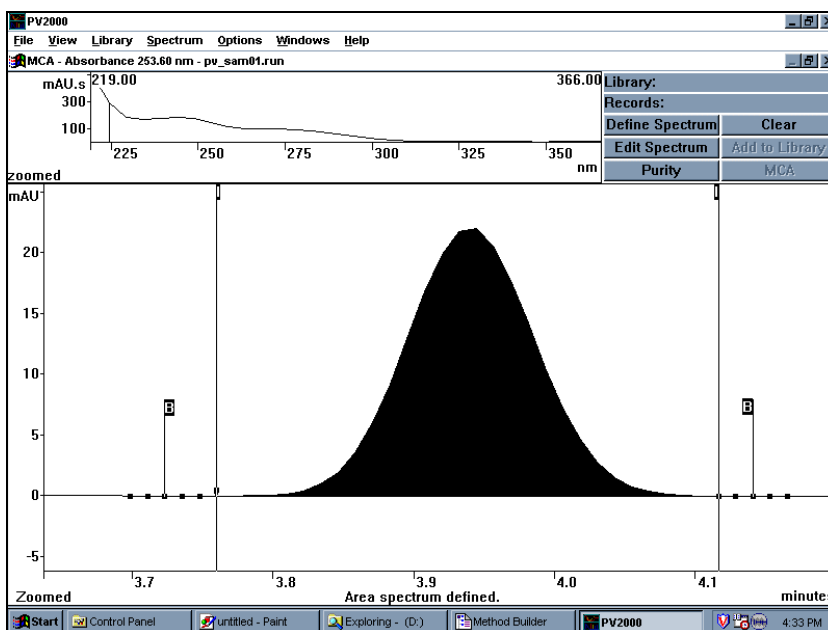 PV2000
File View Library Spectrum Options Windows Help
MCA - Absorbance 253.60 nm - pv_sam01.run
mAU.s 219.00 366.00
300
100
225 250 275 300 325 350
nm
zoomed
Library:
Records:
Define Spectrum Clear
Edit Spectrum Add to Library
Purity MCA
mAU
20
15
10
5
0
-5
B B
3.7 3.8 3.9 4.0 4.1
Zoomed Area spectrum defined. minutes
Start Control Panel untitled - Paint Exploring - (D:) Method Builder PV2000 4:33 PM